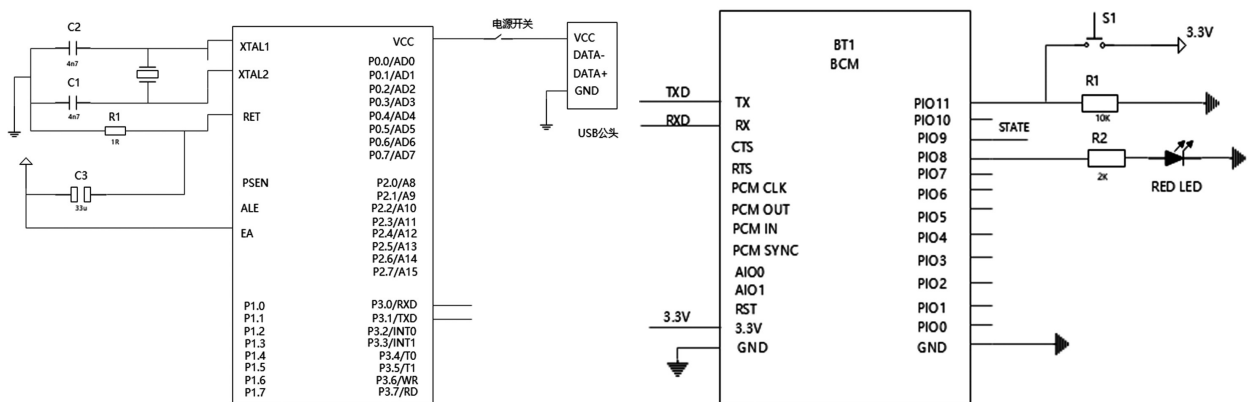 C2
4n7
C1
4n7
R1
1R
C3
33u
XTAL1
XTAL2
RET
PSEN
ALE
EA
P1.0
P1.1
P1.2
P1.3
P1.4
P1.5
P1.6
P1.7
VCC
P0.0/AD0
P0.1/AD1
P0.2/AD2
P0.3/AD3
P0.4/AD4
P0.5/AD5
P0.6/AD6
P0.7/AD7
P2.0/A8
P2.1/A9
P2.2/A10
P2.3/A11
P2.4/A12
P2.5/A13
P2.6/A14
P2.7/A15
P3.0/RXD
P3.1/TXD
P3.2/INT0
P3.3/INT1
P3.4/T0
P3.5/T1
P3.6/WR
P3.7/RD
电源开关
VCC
DATA-
DATA+
GND
USB公头
BT1
BCM
TXD
RXD
TX
RX
CTS
RTS
PCM CLK
PCM OUT
PCM IN
PCM SYNC
AIO0
AIO1
RST
3.3V
3.3V
GND
PIO11
PIO10
PIO9
PIO8
PIO7
PIO6
PIO5
PIO4
PIO3
PIO2
PIO1
PIO0
GND
S1
3.3V
R1
10K
STATE
R2
2K
RED LED